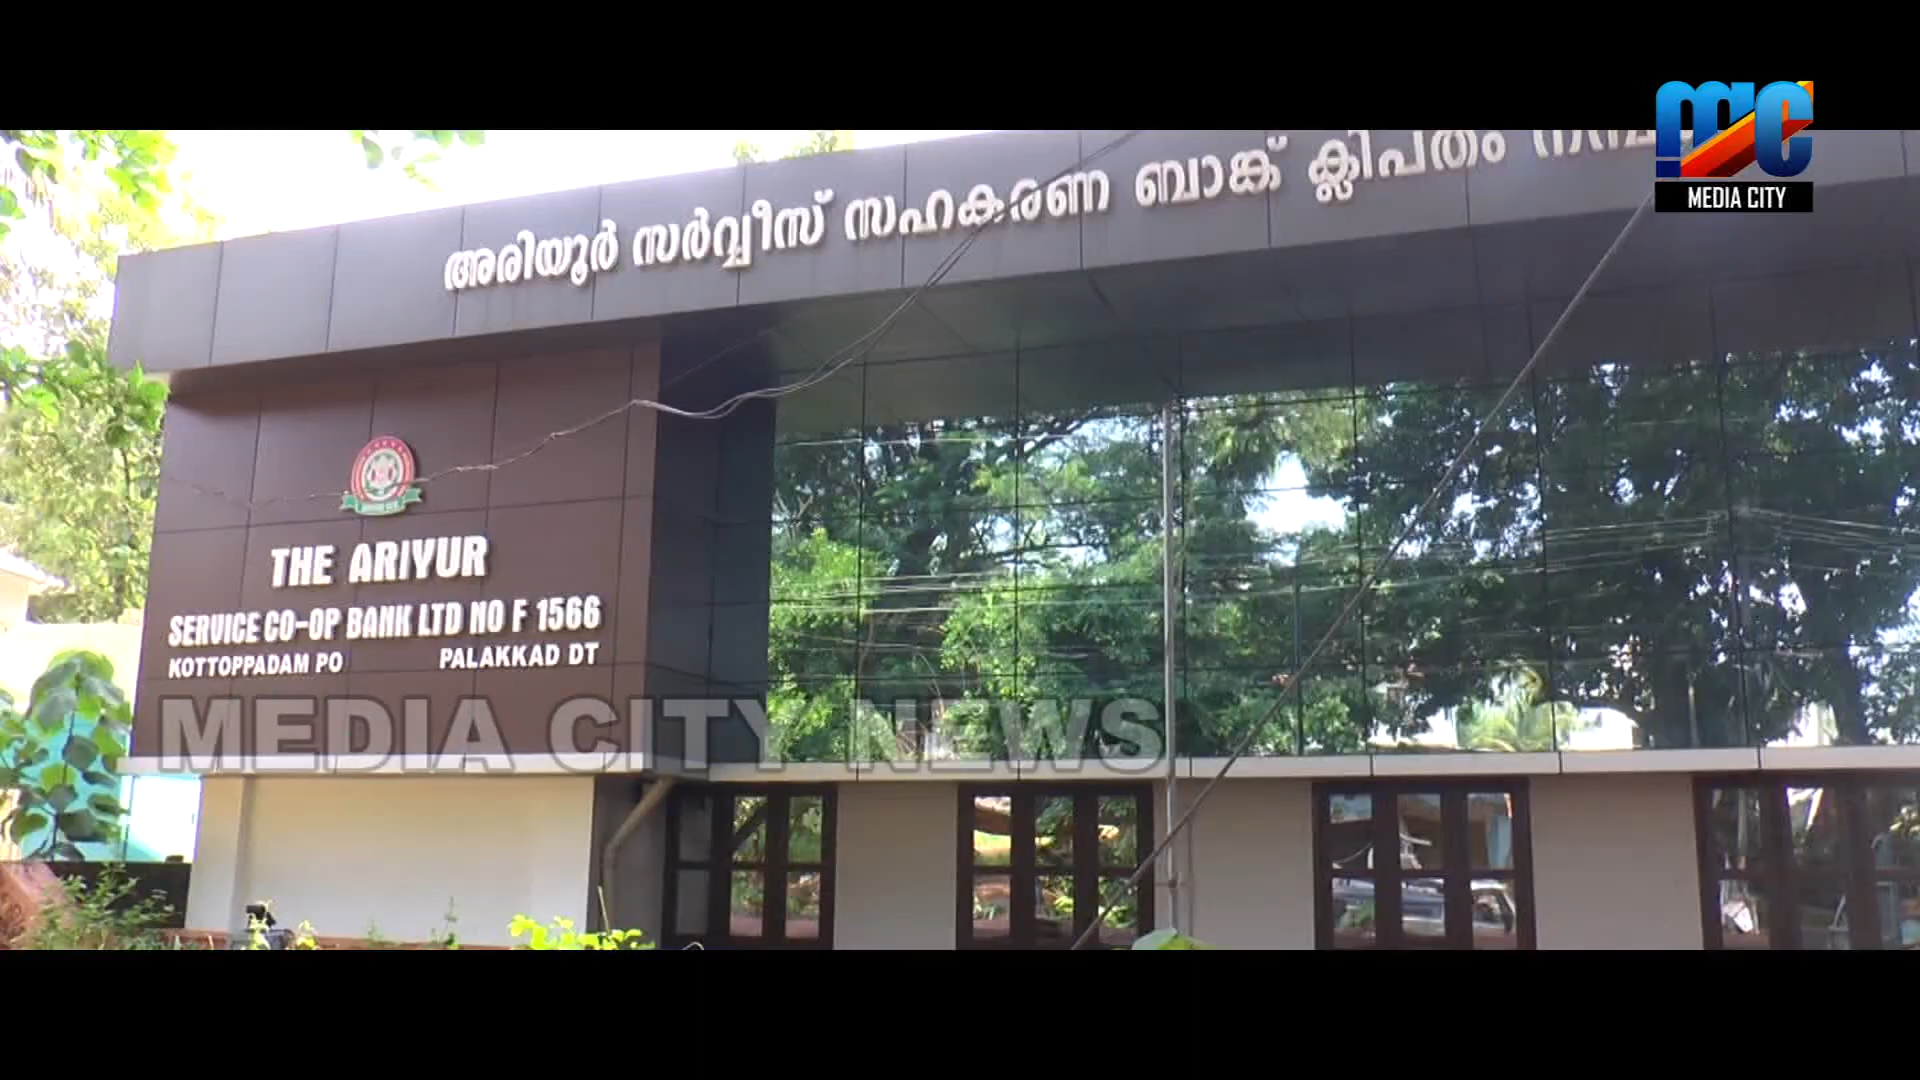 MEDIA CITY
അരിയൂർ സർവ്വീസ് സഹകരണ ബാങ്ക് ക്ലിപതം
THE ARIYUR
SERVICE CO-OP BANK LTD NO F 1566
KOTTOPPADAM PO PALAKKAD DT
MEDIA CITY NEWS